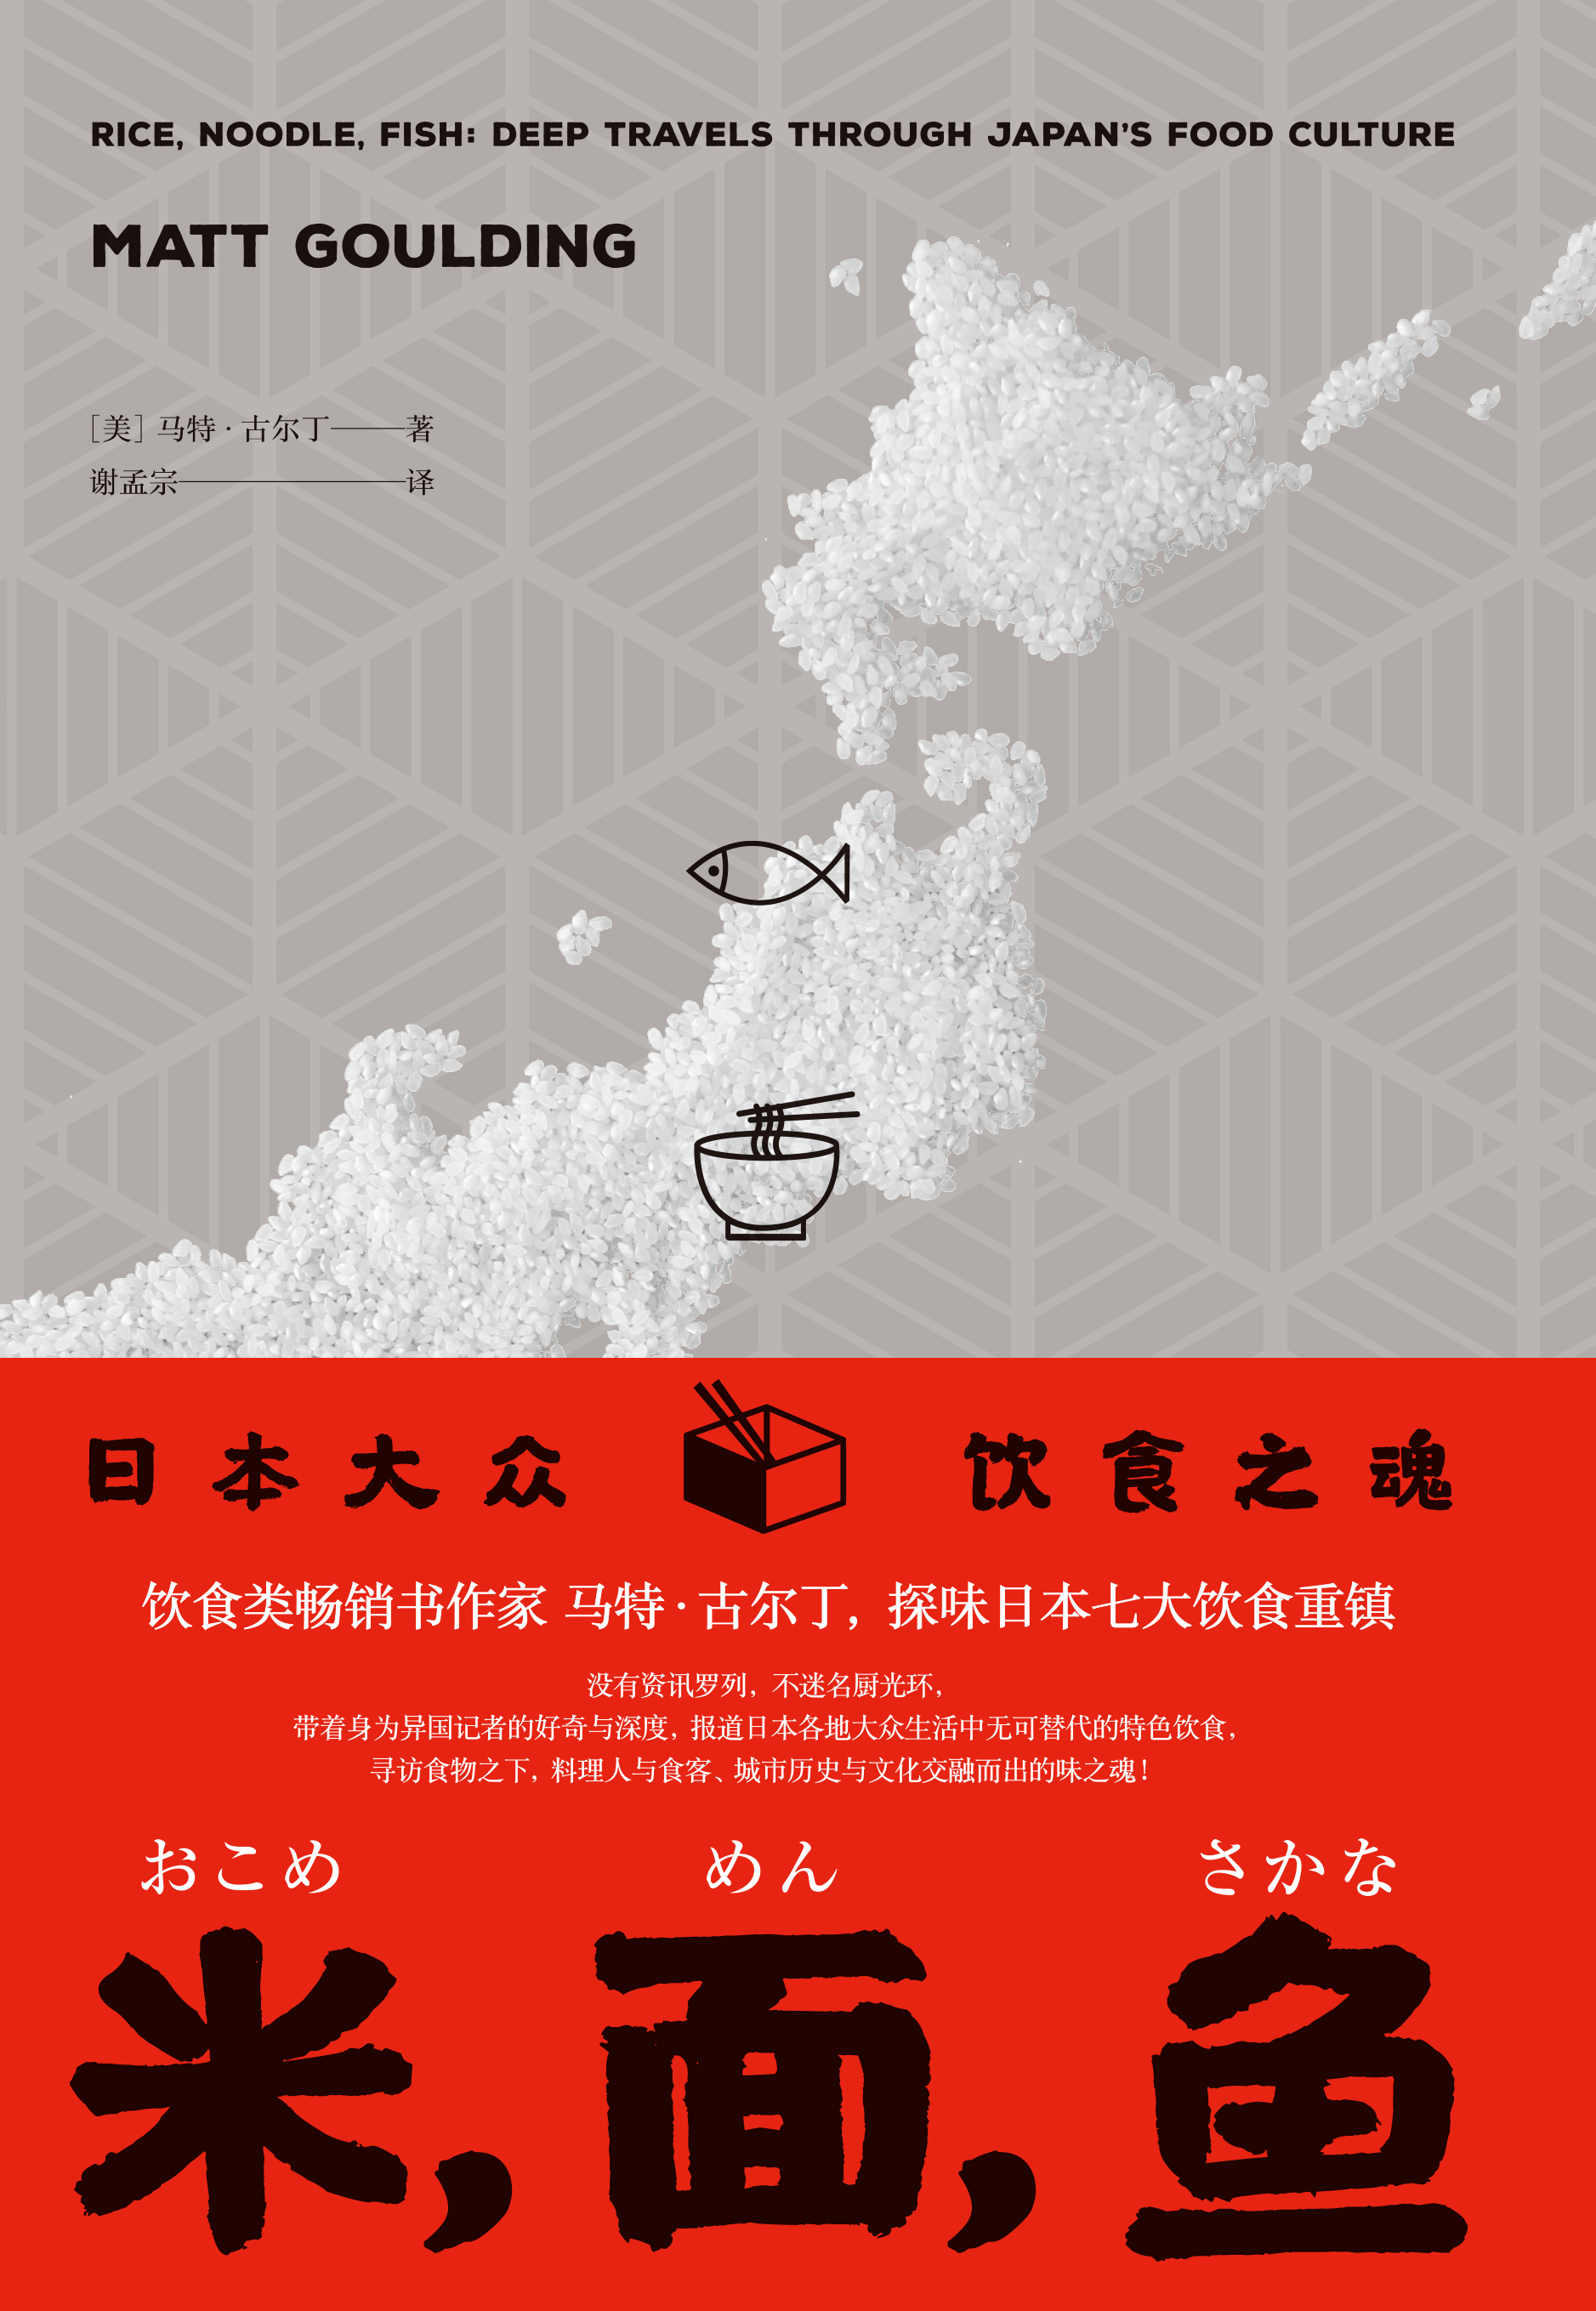 RICE, NOODLE, FISH: DEEP TRAVELS THROUGH JAPAN’S FOOD CULTURE
MATT GOULDING
［美］马特·古尔丁——著
谢孟宗——————译
日本大众 饮食之魂
饮食类畅销书作家 马特·古尔丁，探味日本七大饮食重镇
没有资讯罗列，不迷名厨光环，
带着身为异国记者的好奇与深度，报道日本各地大众生活中无可替代的特色饮食，
寻访食物之下，料理人与食客、城市历史与文化交融而出的味之魂！
おこめ めん さかな
米，面，鱼